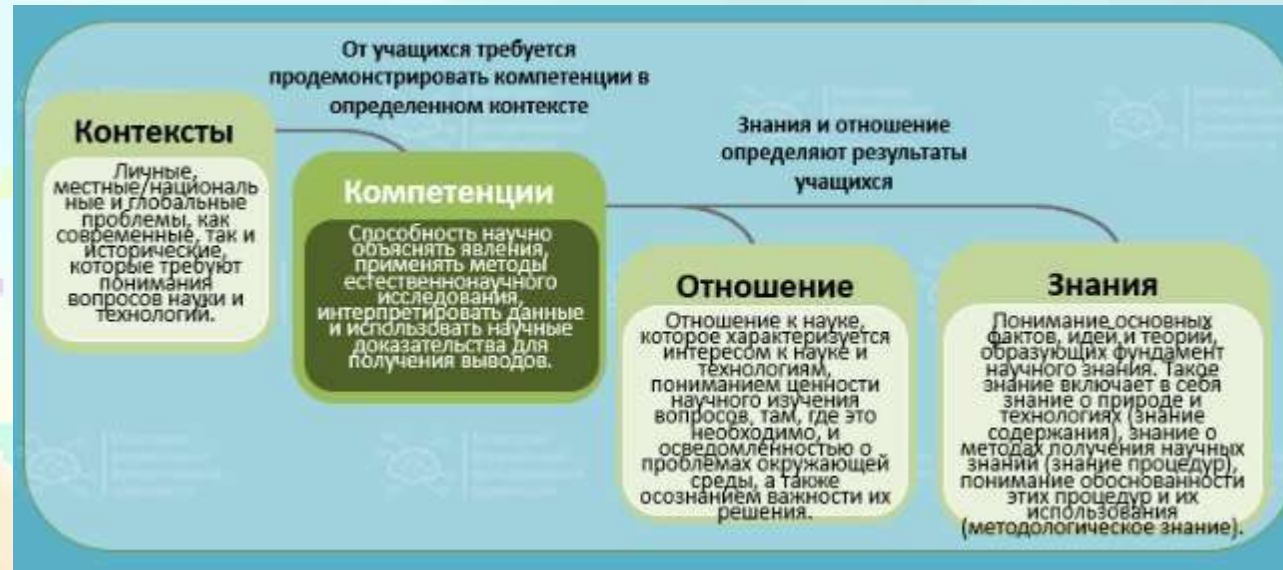 От учащихся требуется
продемонстрировать компетенции в
определенном контексте
Контексты
Личные,
местные/националь
ные и глобальные
проблемы, как
современные, так и
исторические,
которые требуют
понимания
вопросов науки и
технологий.
Компетенции
Способность научно
объяснять явления,
применять методы
естественнонаучного
исследования,
интерпретировать данные
и использовать научные
доказательства для
получения выводов.
Знания и отношение
определяют результаты
учащихся
Отношение
Отношение к науке,
которое характеризуется
интересом к науке и
технологиям,
пониманием ценности
научного изучения
вопросов, там, где это
необходимо, и
осведомленностью о
проблемах окружающей
среды, а также
осознанием важности их
решения.
Знания
Понимание основных
фактов, идей и теорий,
образующих фундамент
научного знания. Такое
знание включает в себя
знание о природе и
технологиях (знание
содержания), знание о
методах получения научных
знаний (знание процедур),
понимание обоснованности
этих процедур и их
использования
(методологическое знание).